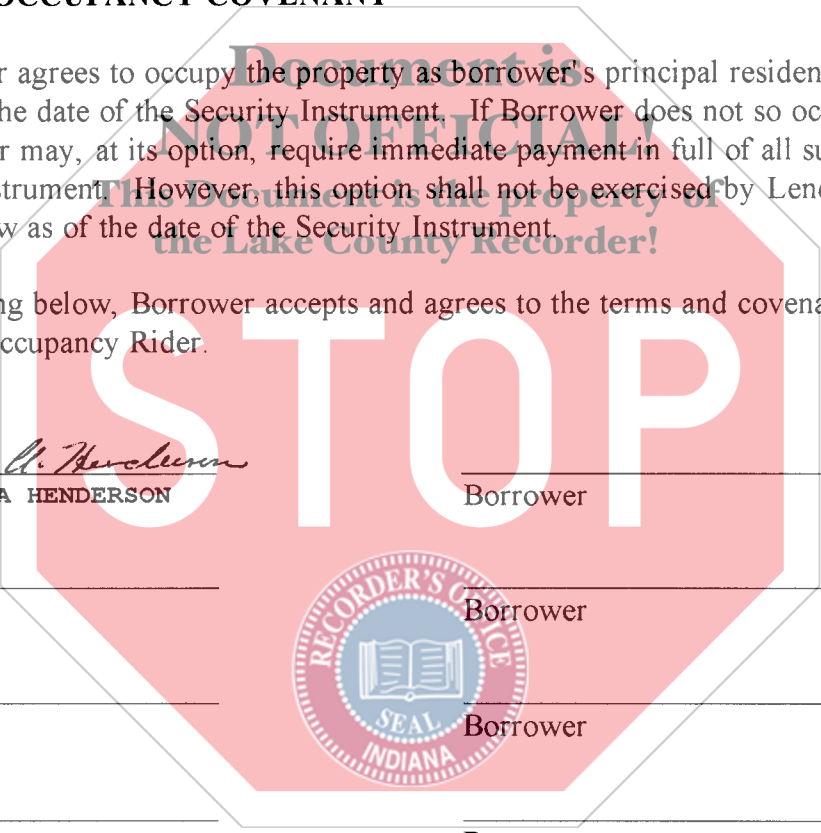 OCCUPANCY COVENANT
r agrees to occupy the property as borrower's principal residen
he date of the Security Instrument. If Borrower does not so oc
r may, at its option, require immediate payment in full of all su
strument. However, this option shall not be exercised by Lend
w as of the date of the Security Instrument.
Document is
NOT OFFICIAL!
This Document is the property of
the Lake County Recorder!
ng below, Borrower accepts and agrees to the terms and covena
ccupancy Rider.
STOP
A. Henderson
A HENDERSON
Borrower
Borrower
Borrower
RECORDER'S OFFICE
SEAL
INDIANA